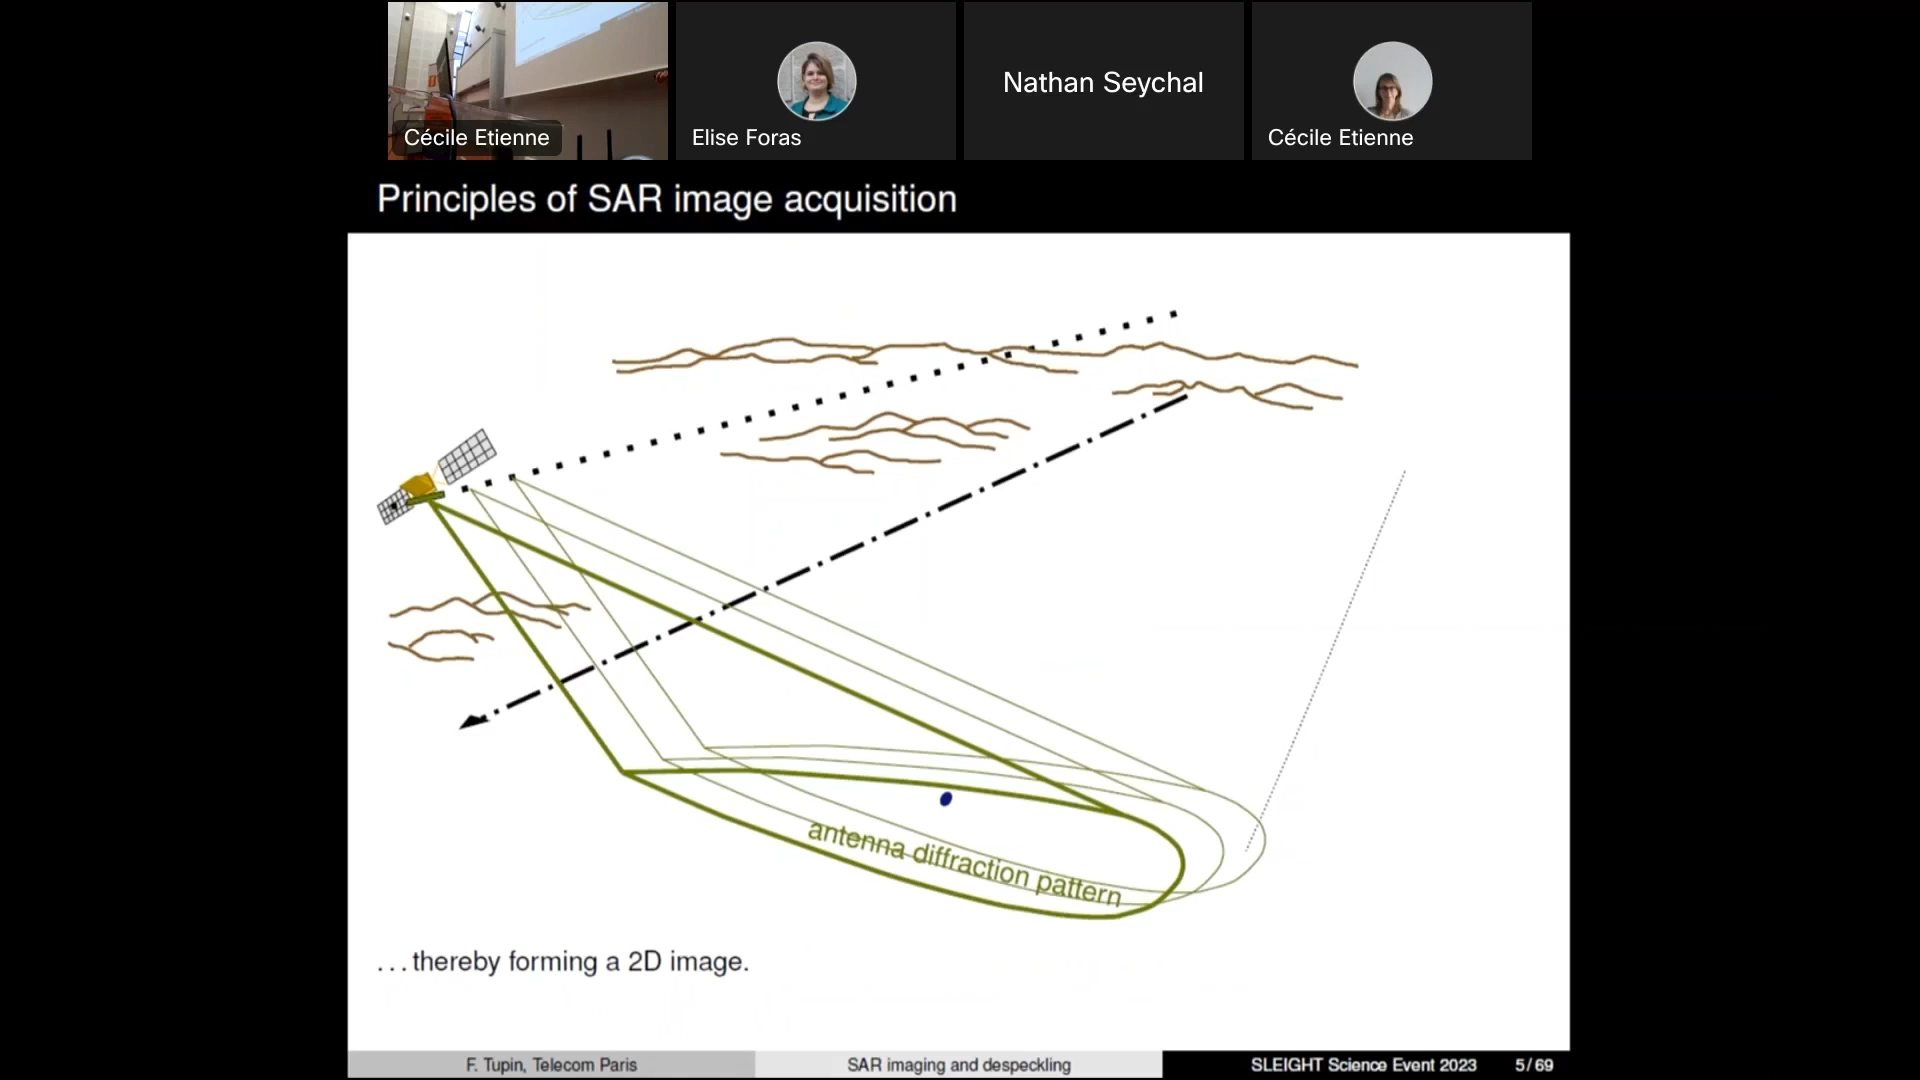 Cécile Etienne
Elise Foras
Nathan Seychal
Cécile Etienne
Principles of SAR image acquisition
antenna diffraction pattern
...thereby forming a 2D image.
F. Tupin, Telecom Paris
SAR imaging and despeckling
SLEIGHT Science Event 2023
5/69